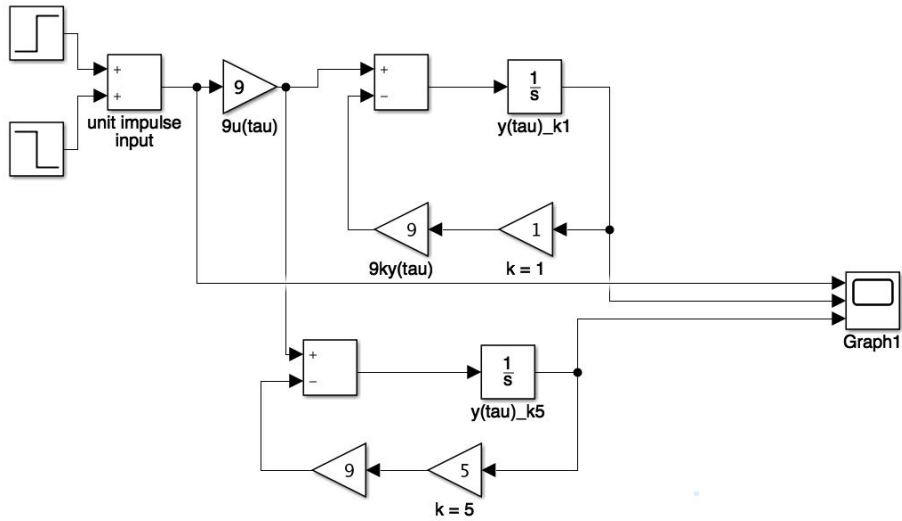 +
+
unit impulse
input
9
9u(tau)
+
−
1
s
y(tau)_k1
9
9ky(tau)
1
k = 1
Graph1
+
−
1
s
y(tau)_k5
9
5
k = 5